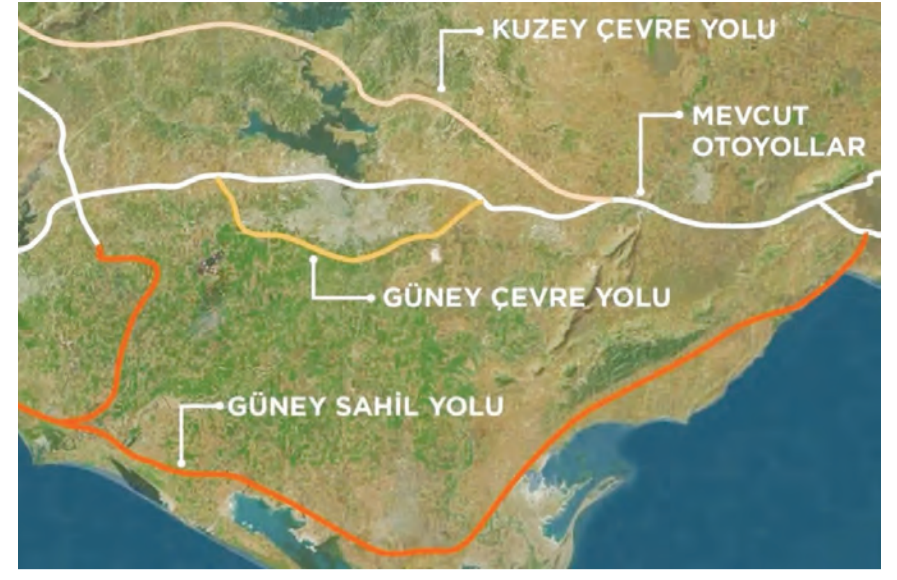 KUZEY ÇEVRE YOLU
MEVCUT
OTOYOLLAR
GÜNEY ÇEVRE YOLU
GÜNEY SAHİL YOLU